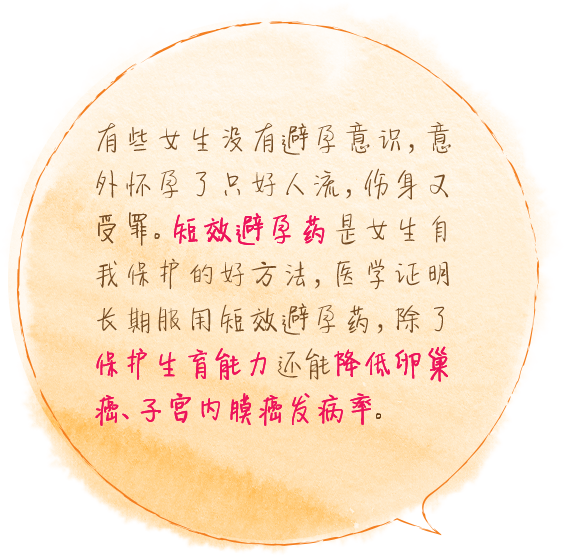 有些女生没有避孕意识，意
外怀孕了只好人流，伤身又
受罪。短效避孕药是女生自
我保护的好方法，医学证明
长期服用短效避孕药，除了
保护生育能力还能降低卵巢
癌、子宫内膜癌发病率。